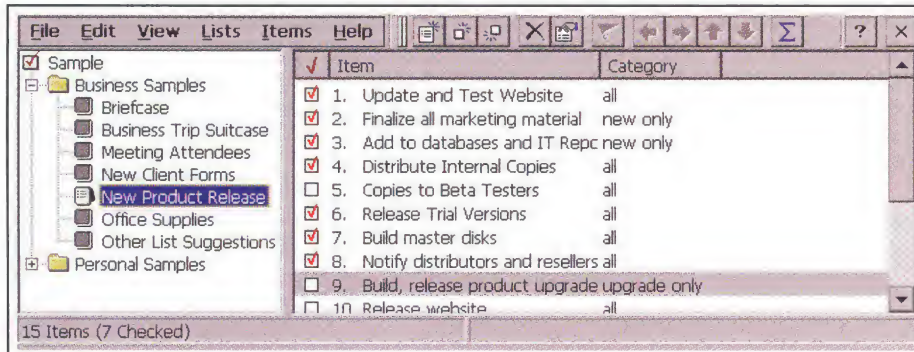 File Edit View Lists Items Help Σ ? ×
Sample
Business Samples
Briefcase
Business Trip Suitcase
Meeting Attendees
New Client Forms
New Product Release
Office Supplies
Other List Suggestions
Personal Samples
√ Item Category
1. Update and Test Website all
2. Finalize all marketing material new only
3. Add to databases and IT Repc new only
4. Distribute Internal Copies all
5. Copies to Beta Testers all
6. Release Trial Versions all
7. Build master disks all
8. Notify distributors and resellers all
9. Build, release product upgrade upgrade only
10. Release website all
15 Items (7 Checked)